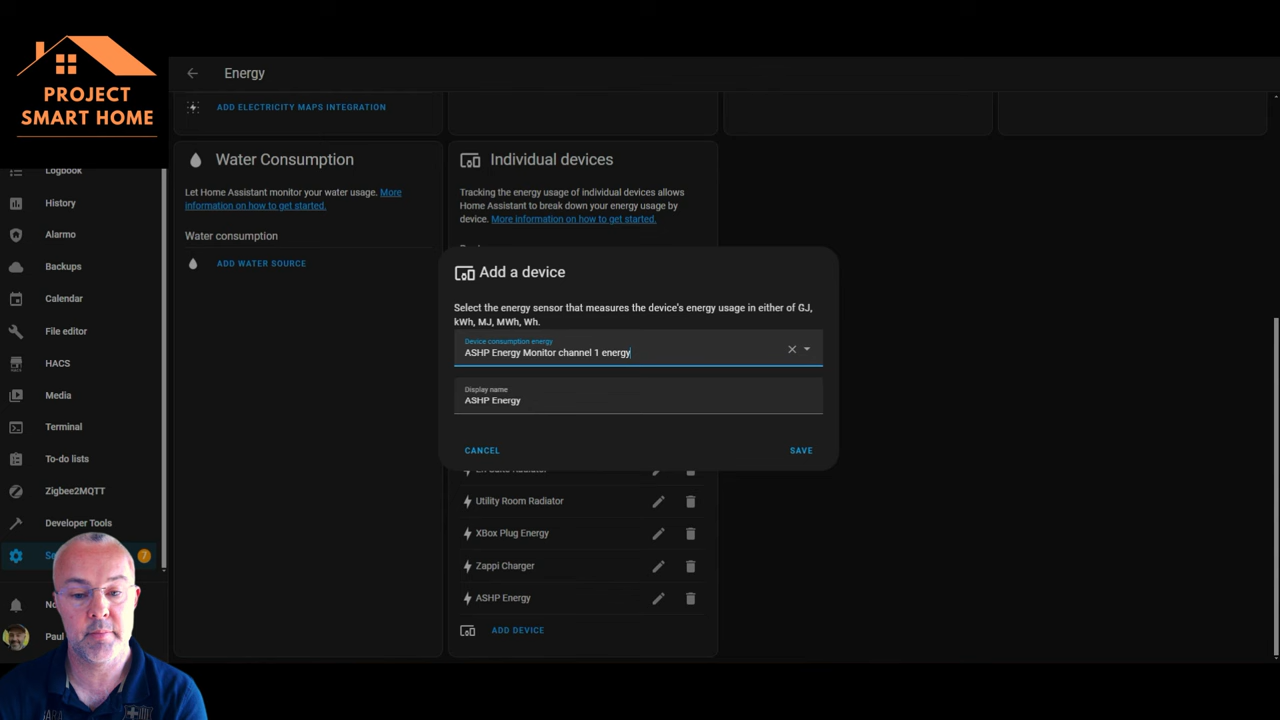 PROJECT
SMART HOME
Energy
ADD ELECTRICITY MAPS INTEGRATION
Logbook
History
Alarmo
Backups
Calendar
File editor
HACS
Media
Terminal
To-do lists
Zigbee2MQTT
Developer Tools
7
Paul
Water Consumption
Let Home Assistant monitor your water usage. More
information on how to get started.
Water consumption
ADD WATER SOURCE
Individual devices
Tracking the energy usage of individual devices allows
Home Assistant to break down your energy usage by
device. More information on how to get started.
Add a device
Select the energy sensor that measures the device's energy usage in either of GJ,
kWh, MJ, MWh, Wh.
Device consumption energy
ASHP Energy Monitor channel 1 energy
Display name
ASHP Energy
CANCEL
SAVE
Utility Room Radiator
XBox Plug Energy
Zappi Charger
ASHP Energy
ADD DEVICE